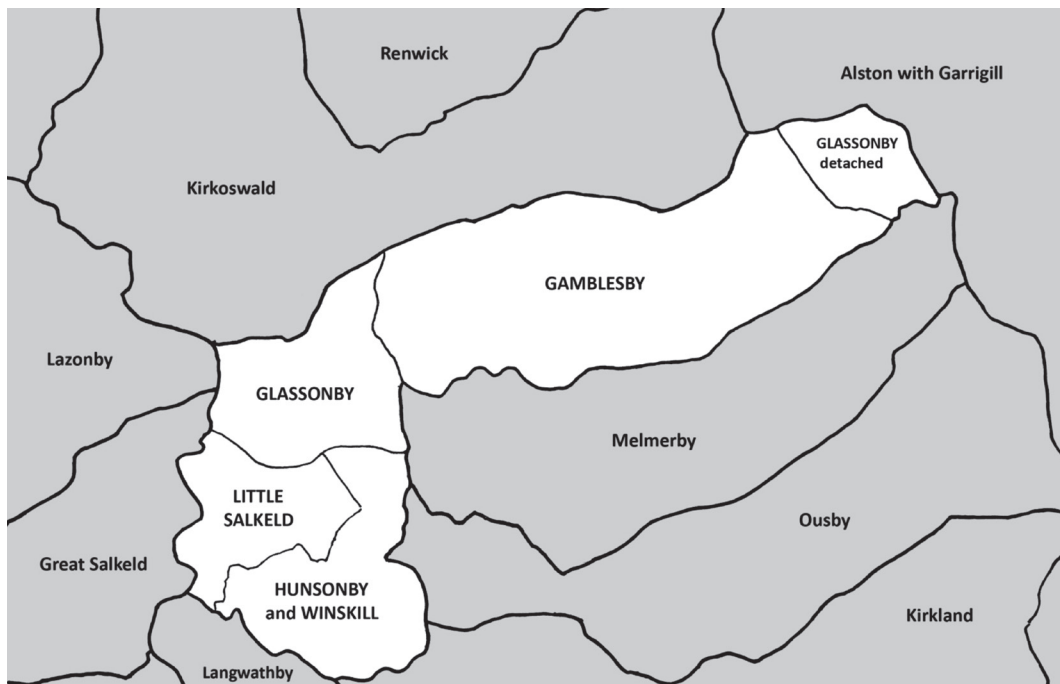 Renwick
Alston with Garrigill
GLASSONBY
detached
Kirkoswald
GAMBLESBY
Lazonby
GLASSONBY
Melmerby
LITTLE
SALKELD
Ousby
Great Salkeld
HUNSONBY
and WINSKILL
Kirkland
Langwathby